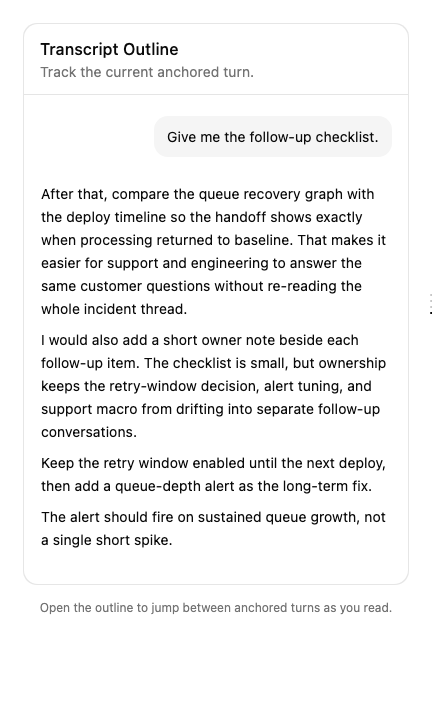 Transcript Outline
Track the current anchored turn.
Give me the follow-up checklist.
After that, compare the queue recovery graph with
the deploy timeline so the handoff shows exactly
when processing returned to baseline. That makes it
easier for support and engineering to answer the
same customer questions without re-reading the
whole incident thread.
I would also add a short owner note beside each
follow-up item. The checklist is small, but ownership
keeps the retry-window decision, alert tuning, and
support macro from drifting into separate follow-up
conversations.
Keep the retry window enabled until the next deploy,
then add a queue-depth alert as the long-term fix.
The alert should fire on sustained queue growth, not
a single short spike.
Open the outline to jump between anchored turns as you read.